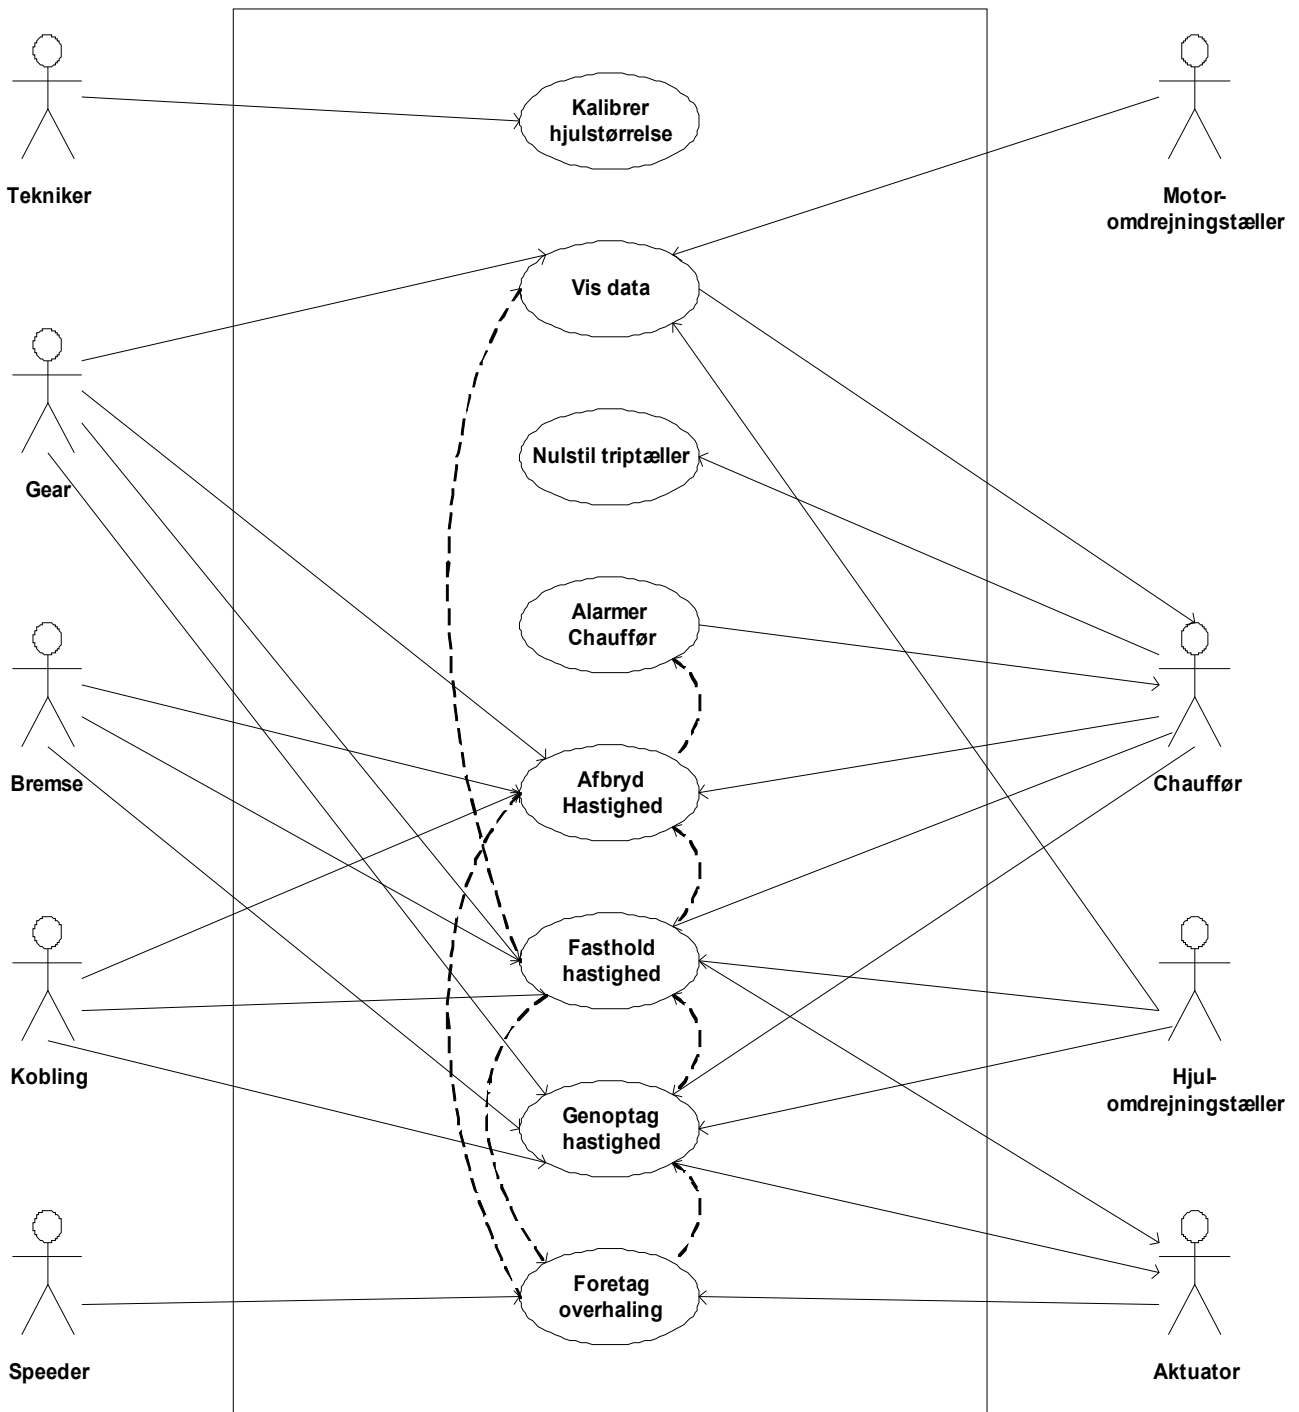 Kalibrer
hjulstørrelse
Tekniker
Motor-
omdrejningstæller
Vis data
Nulstil triptæller
Gear
Alarmer
Chauffør
Afbryd
Hastighed
Bremse
Chauffør
Fasthold
hastighed
Kobling
Hjul-
omdrejningstæller
Genoptag
hastighed
Foretag
overhaling
Speeder
Aktuator